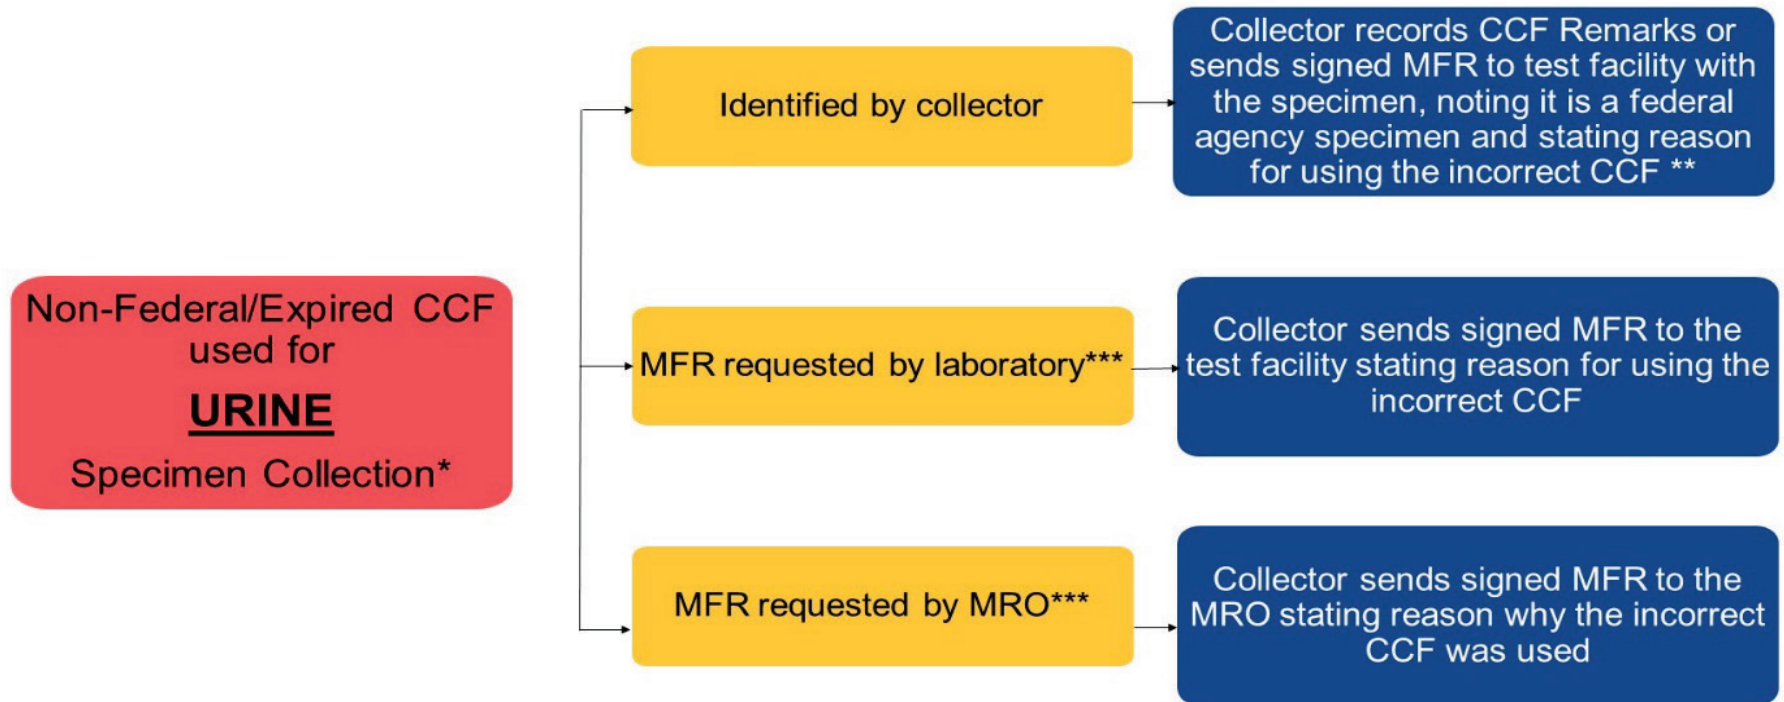 Non-Federal/Expired CCF
used for
URINE
Specimen Collection*
Identified by collector
Collector records CCF Remarks or
sends signed MFR to test facility with
the specimen, noting it is a federal
agency specimen and stating reason
for using the incorrect CCF **
MFR requested by laboratory***
Collector sends signed MFR to the
test facility stating reason for using the
incorrect CCF
MFR requested by MRO***
Collector sends signed MFR to the
MRO stating reason why the incorrect
CCF was used